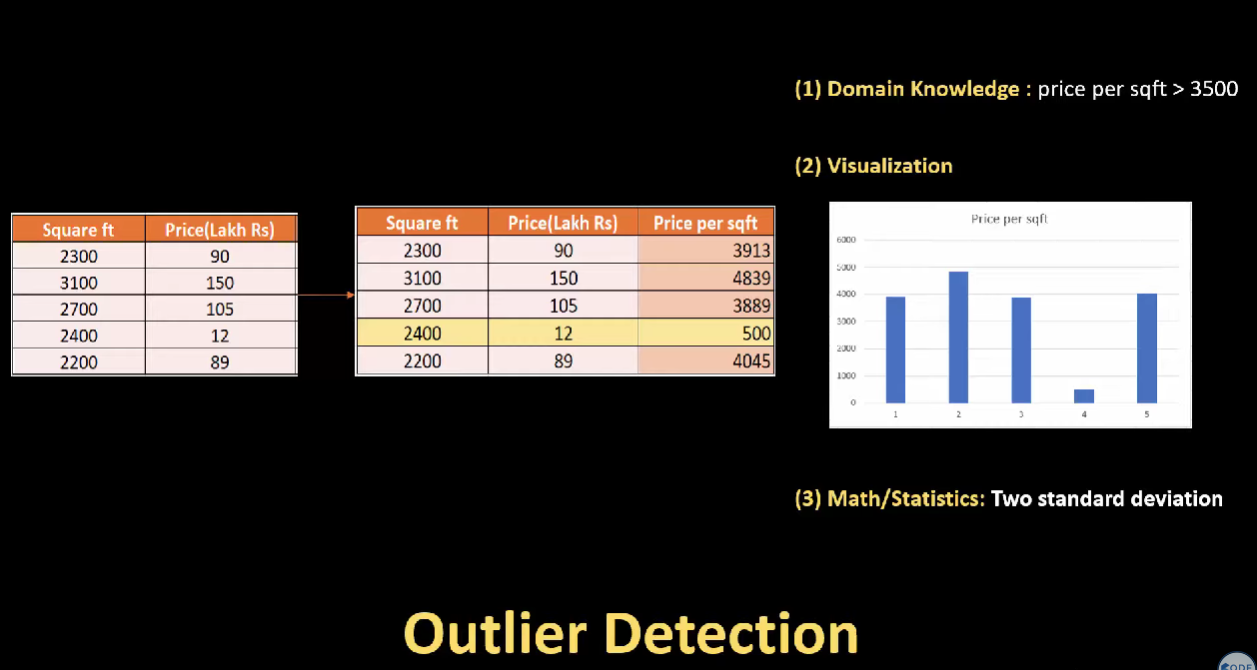 (1) Domain Knowledge : price per sqft > 3500
(2) Visualization
Square ft Price(Lakh Rs)
2300 90
3100 150
2700 105
2400 12
2200 89
Square ft Price(Lakh Rs) Price per sqft
2300 90 3913
3100 150 4839
2700 105 3889
2400 12 500
2200 89 4045
Price per sqft
6000
5000
4000
3000
2000
1000
0
1 2 3 4 5
(3) Math/Statistics: Two standard deviation
Outlier Detection
CODE